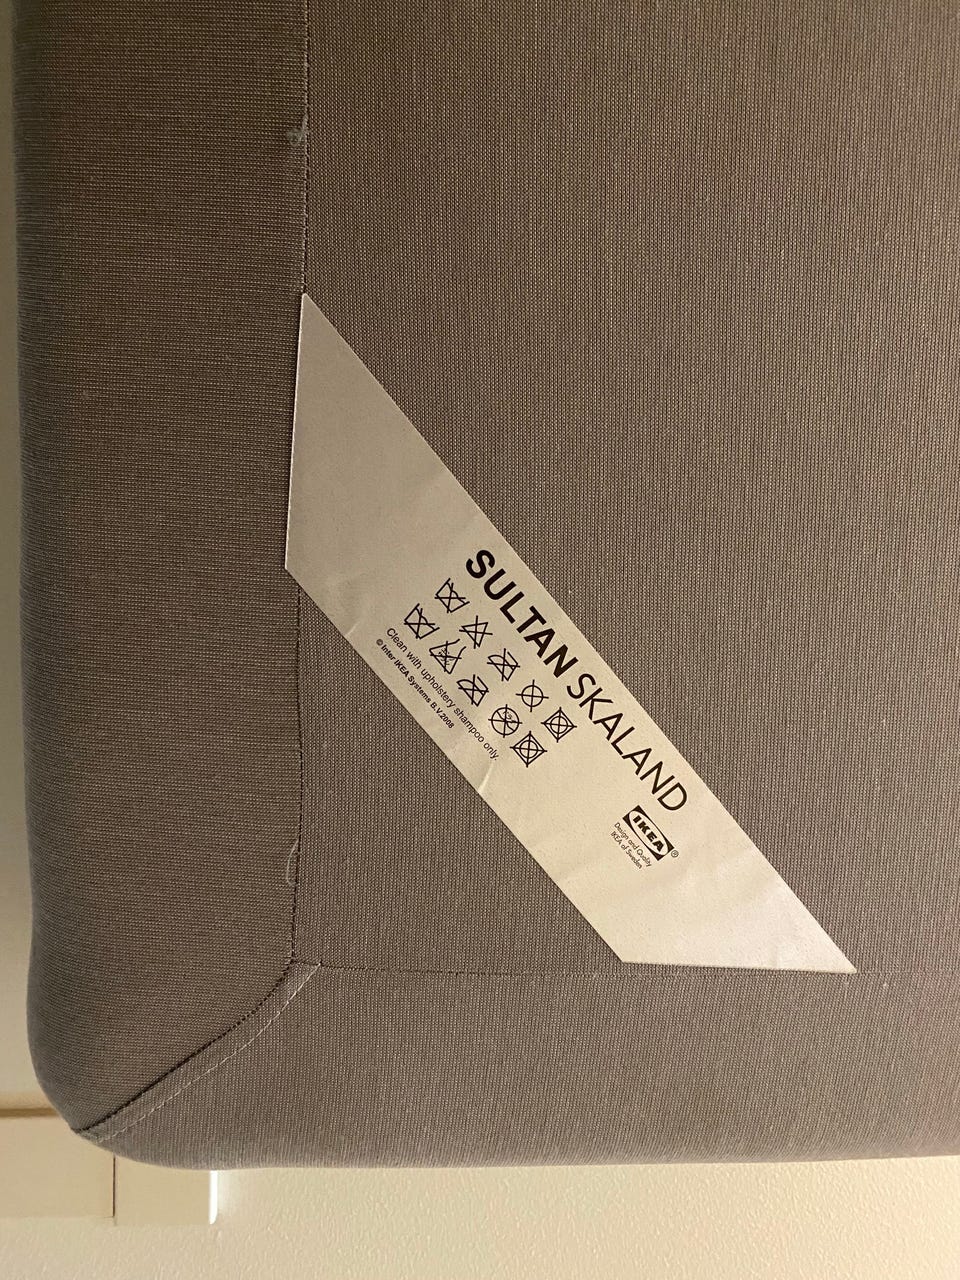 SULTAN SKALAND
Clean with upholstery shampoo only.
© Inter IKEA Systems B.V.2008
IKEA®
Design and Quality
IKEA of Sweden